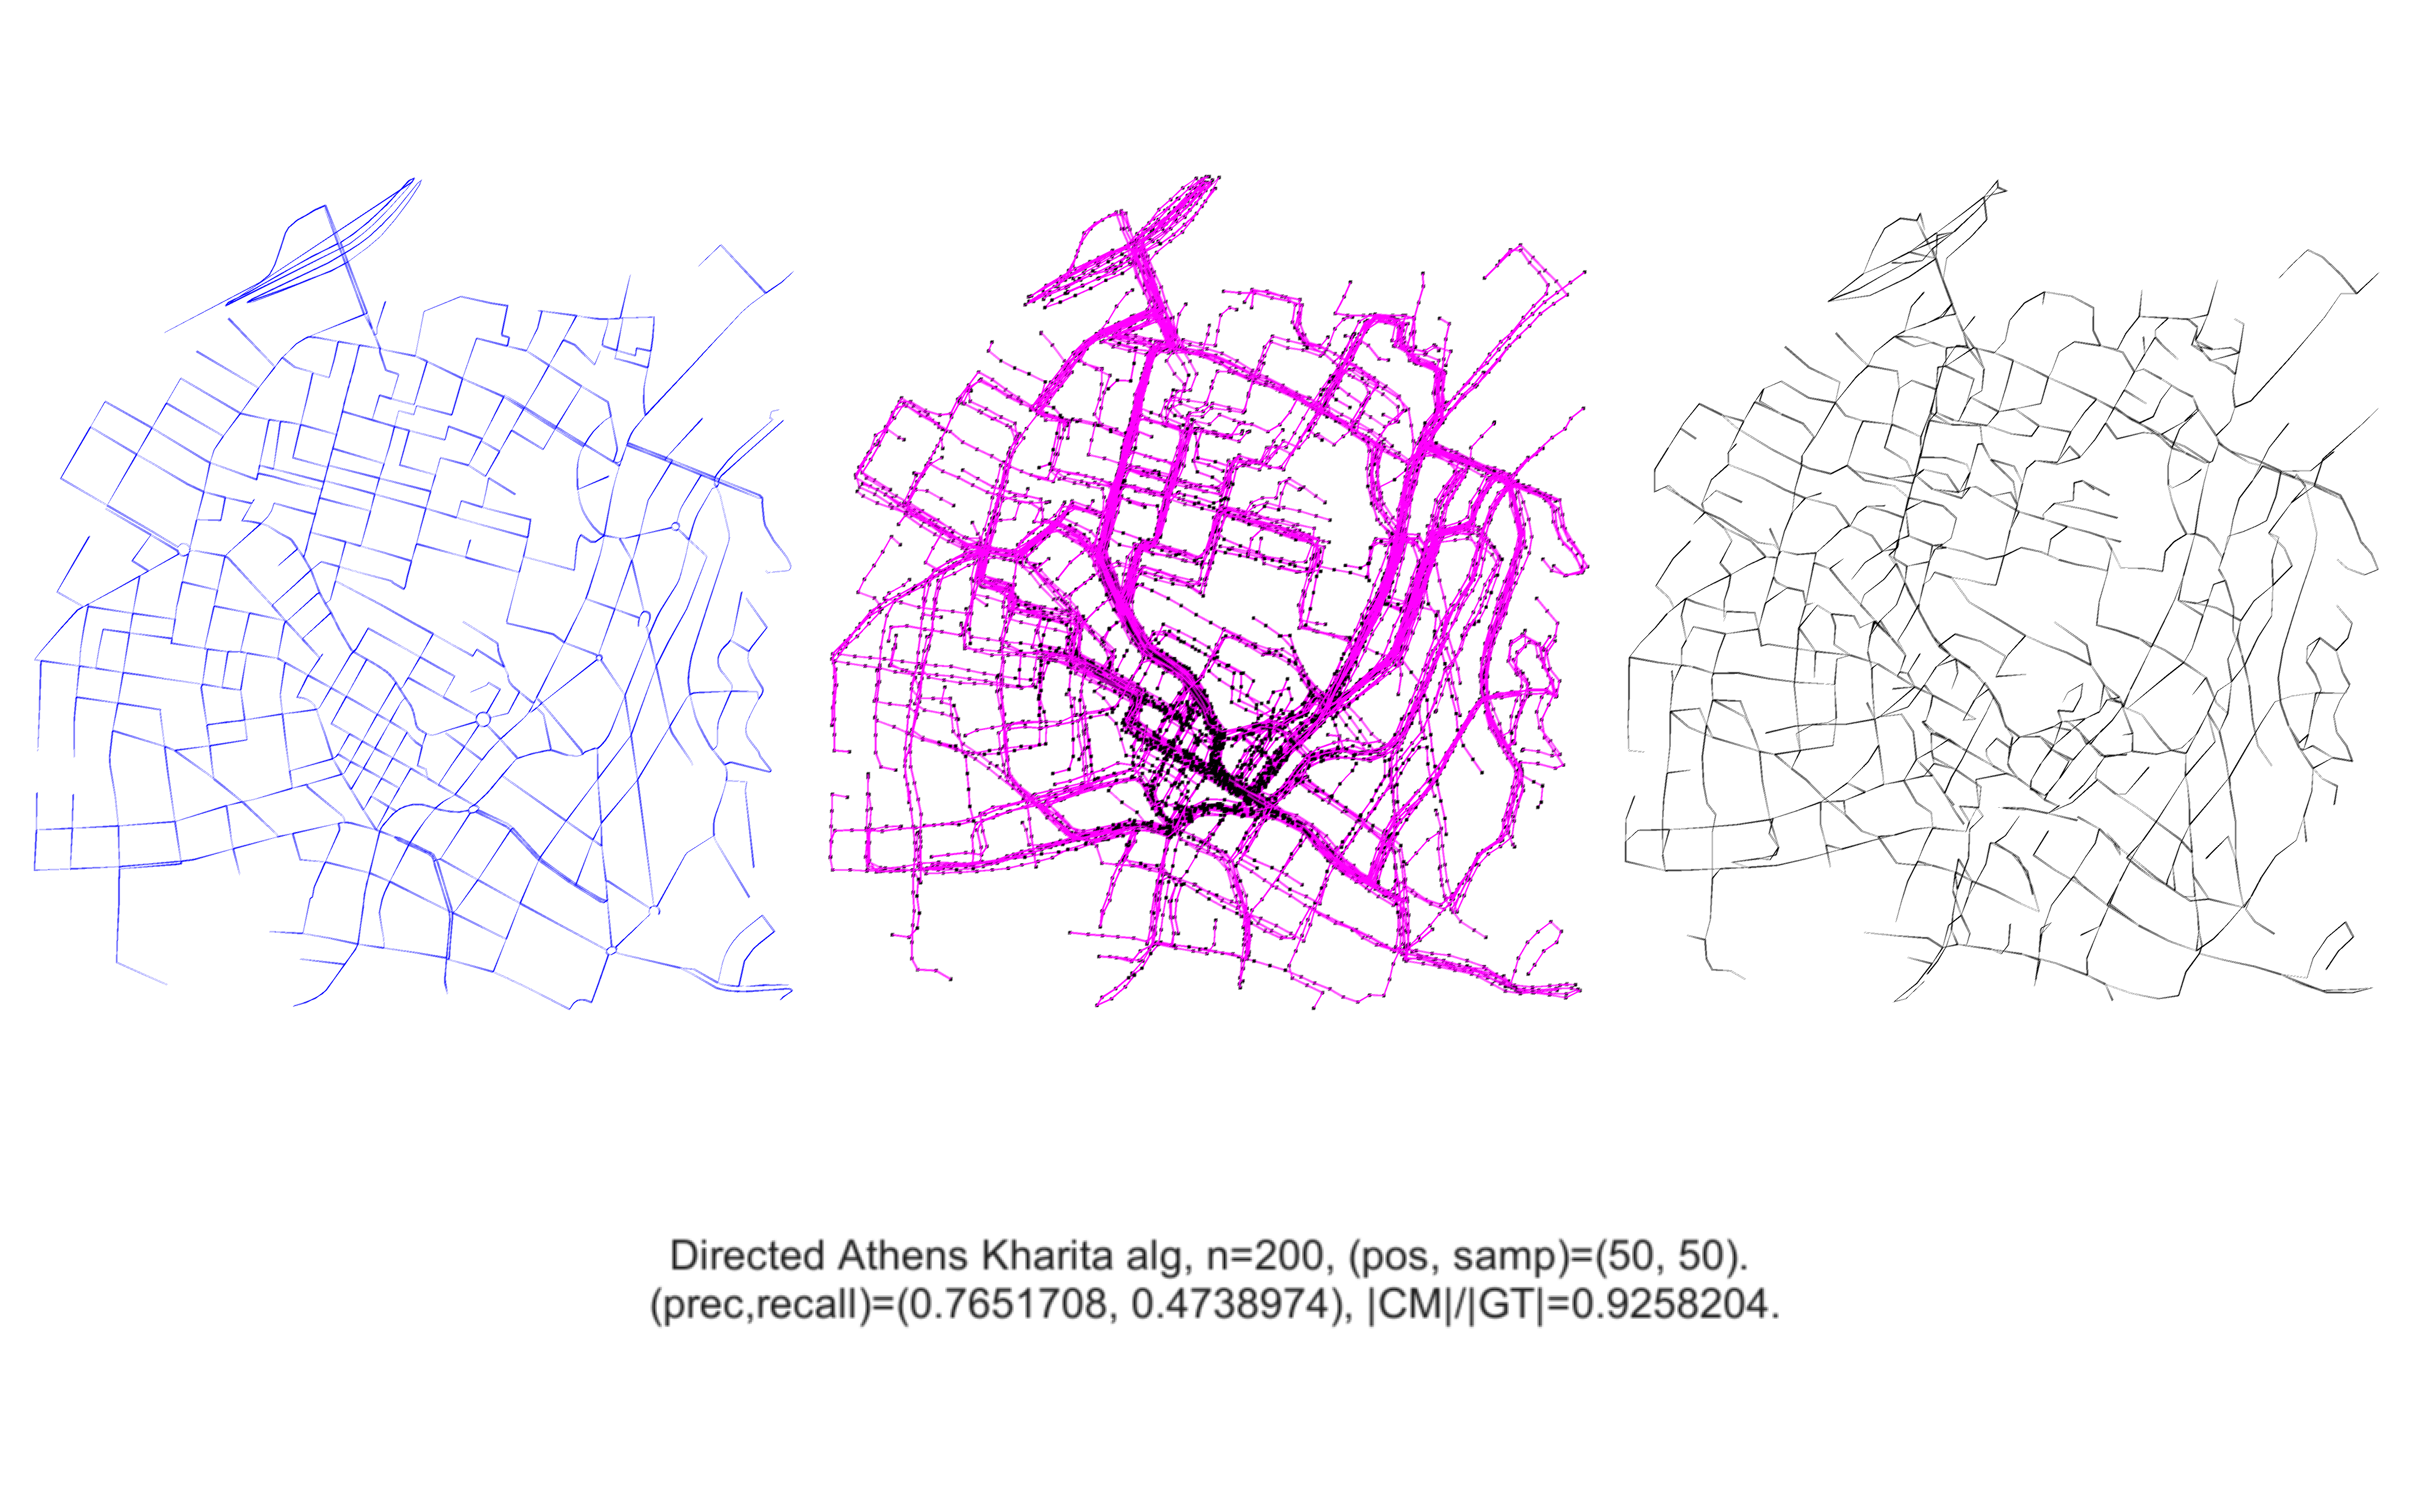 Directed Athens Kharita alg, n=200, (pos, samp)=(50, 50).
(prec,recall)=(0.7651708, 0.4738974), |CM|/|GT|=0.9258204.